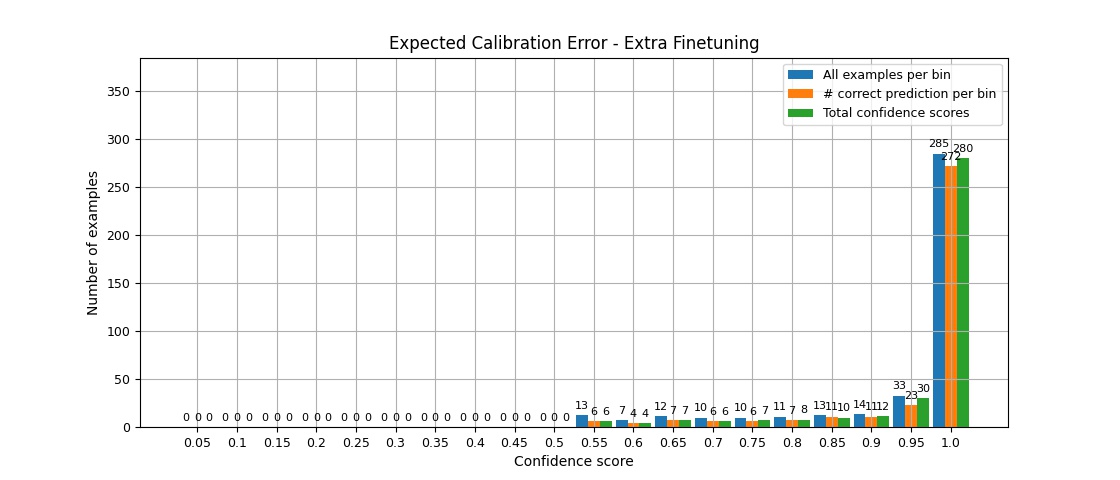 Expected Calibration Error - Extra Finetuning
All examples per bin
# correct prediction per bin
Total confidence scores
Number of examples
350
300
250
200
150
100
50
0
0 0 0 0 0 0 0 0 0 0 0 0 0 0 0 0 0 0 0 0 0 0 0 0 0 0 0 0 0 0 13 6 6 7 4 4 12 7 7 10 6 6 10 6 7 11 7 8 13 11 10 14 11 12 33 23 30 285 272 280
0.05 0.1 0.15 0.2 0.25 0.3 0.35 0.4 0.45 0.5 0.55 0.6 0.65 0.7 0.75 0.8 0.85 0.9 0.95 1.0
Confidence score